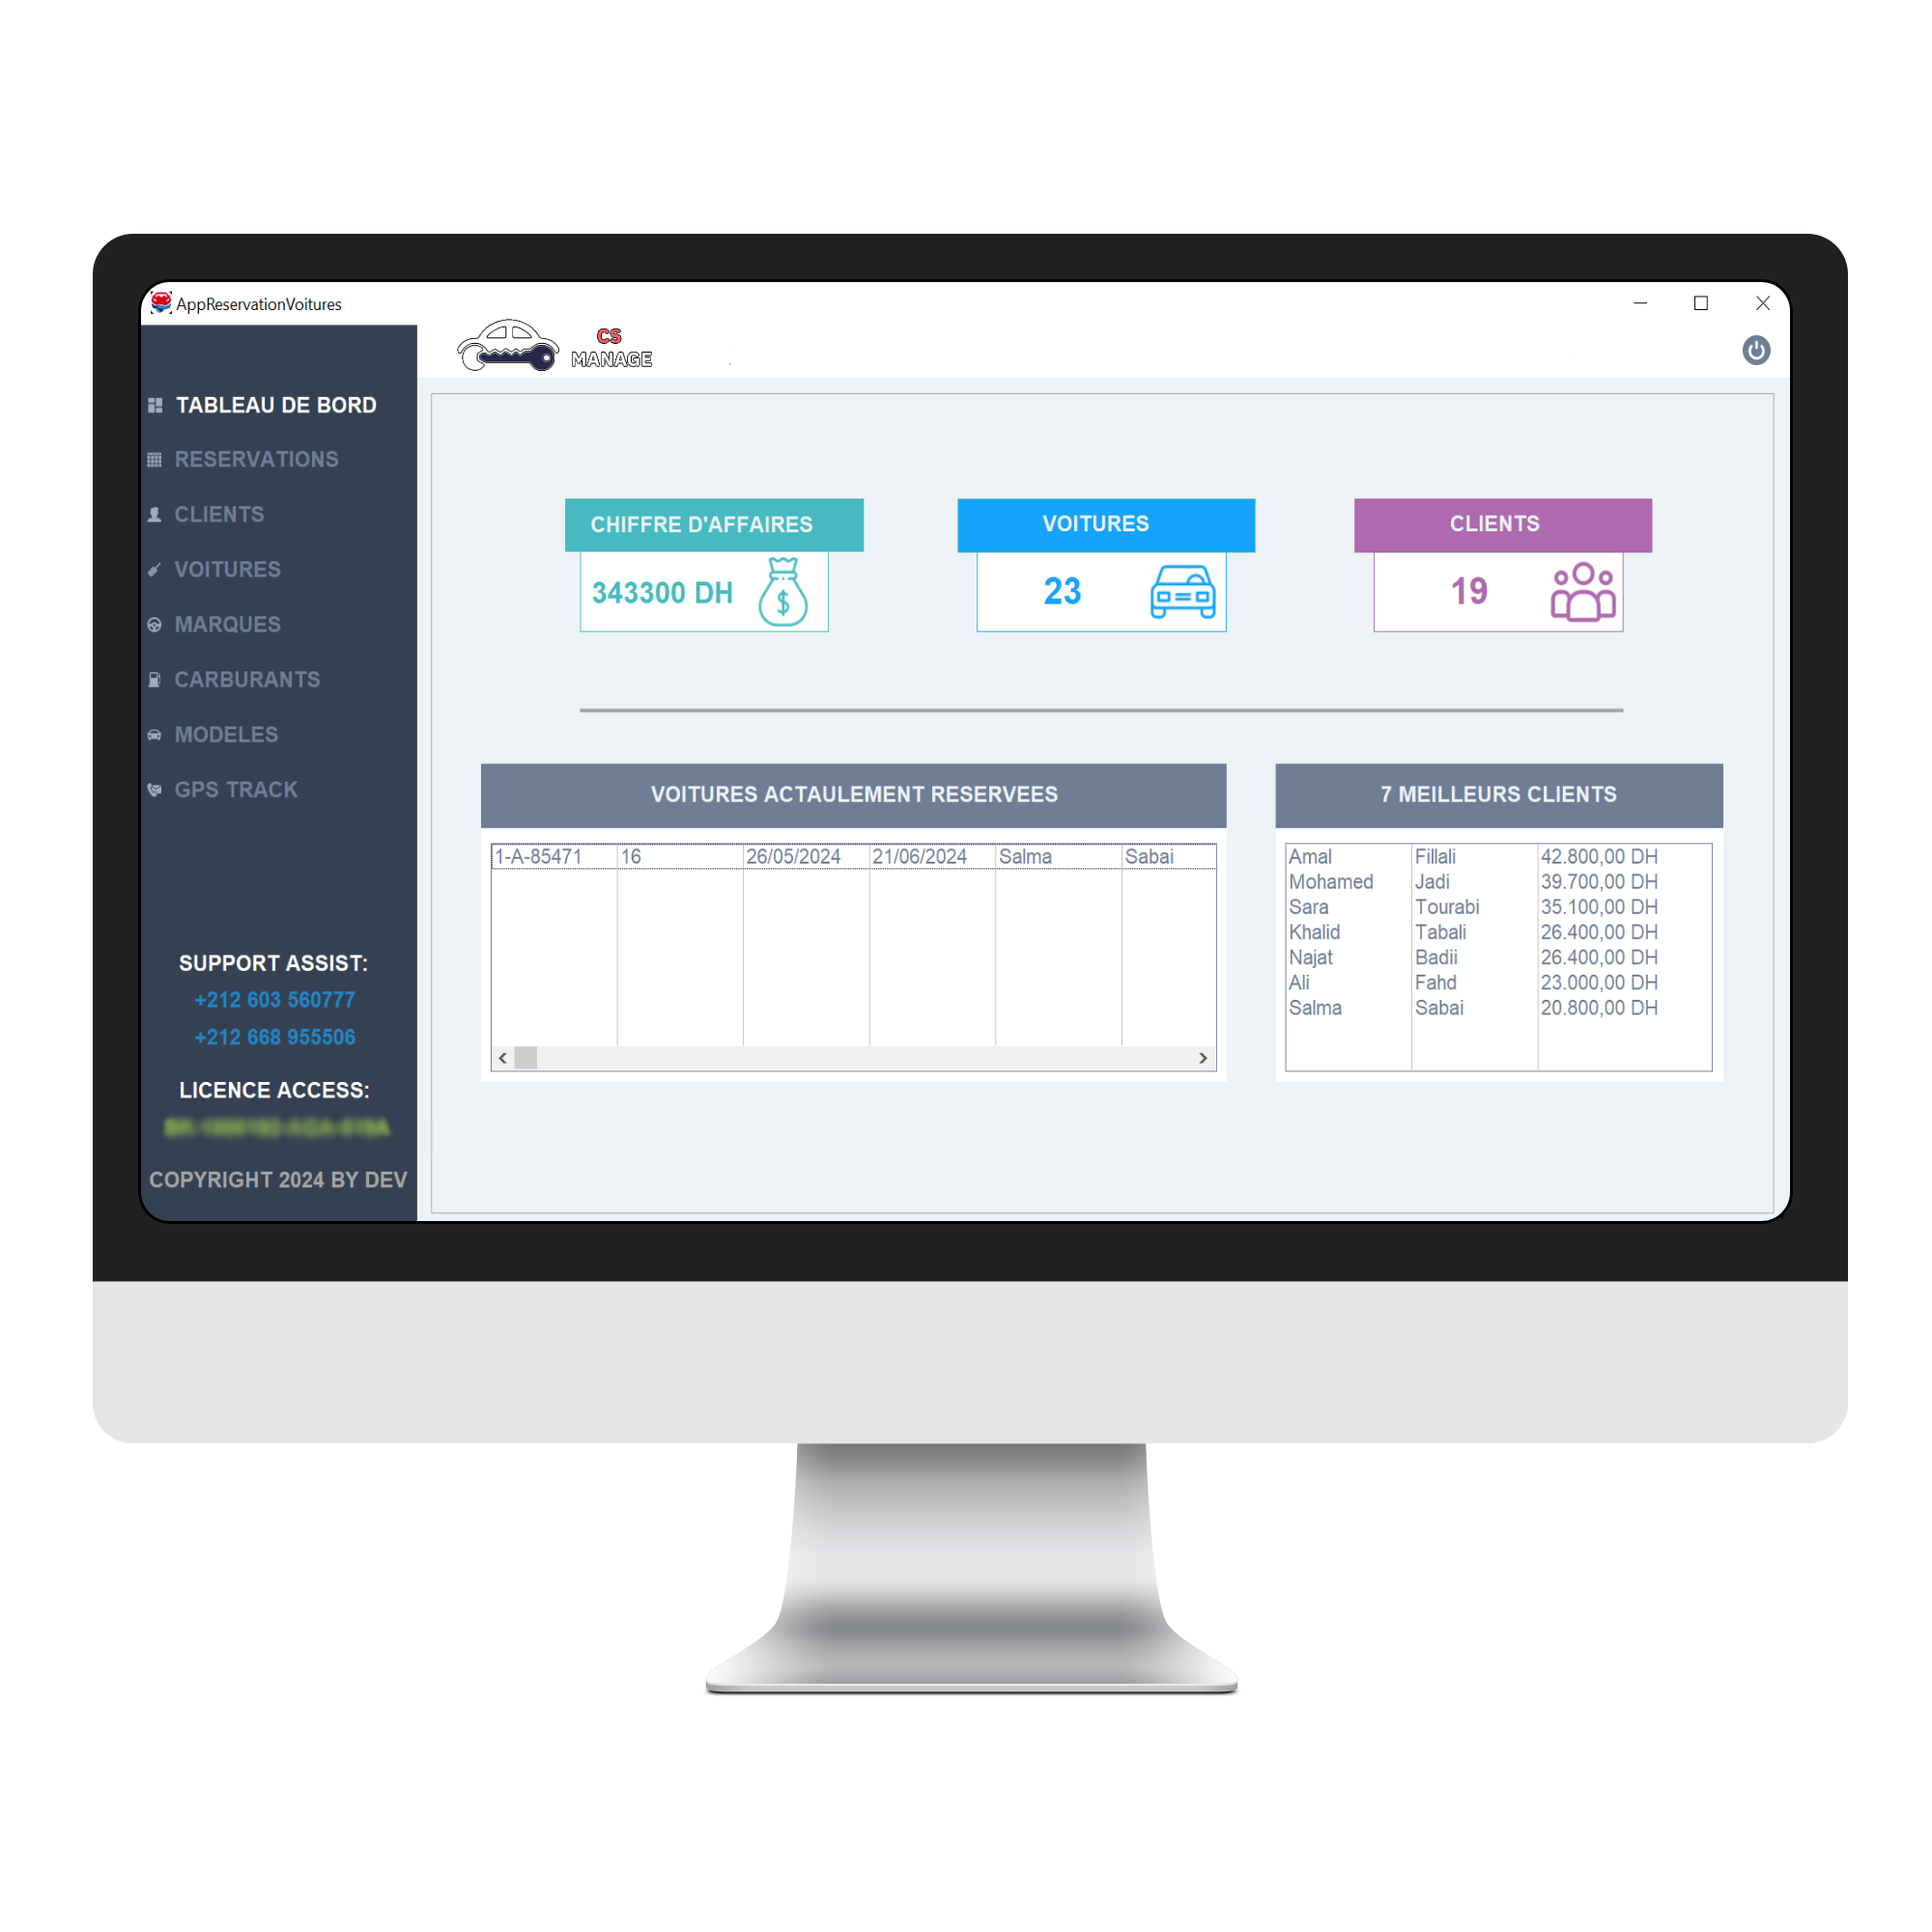 AppReservationVoitures
CS
MANAGE
TABLEAU DE BORD
RESERVATIONS
CLIENTS
VOITURES
MARQUES
CARBURANTS
MODELES
GPS TRACK
SUPPORT ASSIST:
+212 603 560777
+212 668 955506
LICENCE ACCESS:
COPYRIGHT 2024 BY DEV
CHIFFRE D'AFFAIRES
343300 DH
$
VOITURES
23
CLIENTS
19
VOITURES ACTAULEMENT RESERVEES
1-A-85471 16 26/05/2024 21/06/2024 Salma Sabai
7 MEILLEURS CLIENTS
Amal Fillali 42.800,00 DH
Mohamed Jadi 39.700,00 DH
Sara Tourabi 35.100,00 DH
Khalid Tabali 26.400,00 DH
Najat Badii 26.400,00 DH
Ali Fahd 23.000,00 DH
Salma Sabai 20.800,00 DH